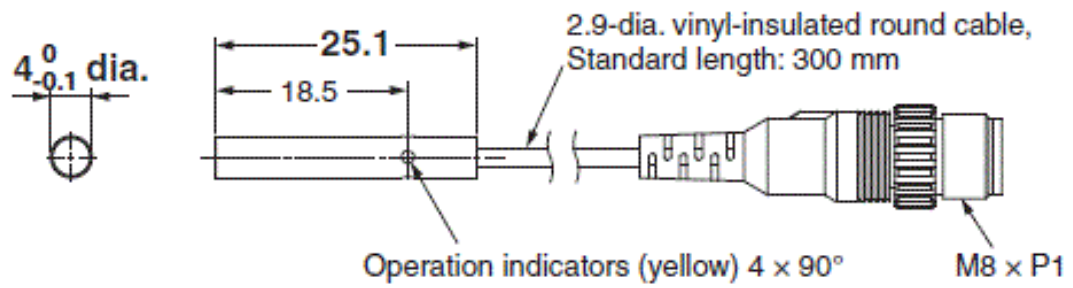 2.9-dia. vinyl-insulated round cable,
Standard length: 300 mm
25.1
4 0 -0.1 dia.
18.5
Operation indicators (yellow) 4 × 90°
M8 × P1